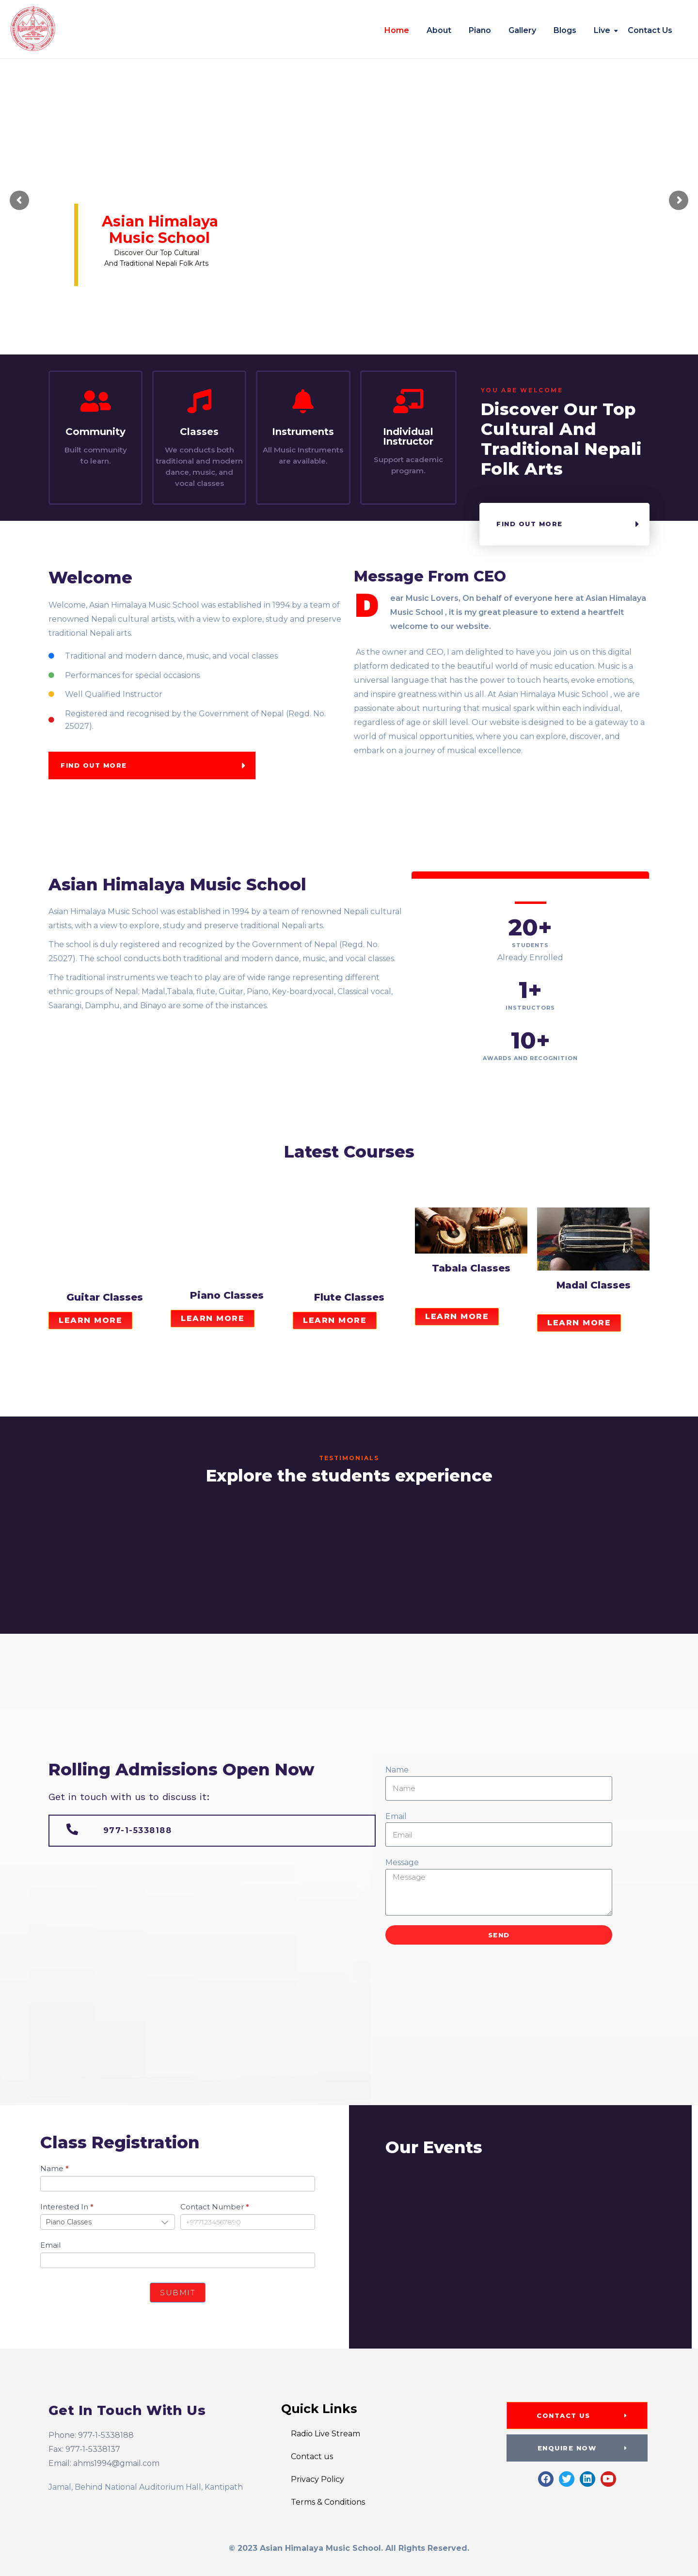 Home
About
Piano
Gallery
Blogs
Live
Contact Us
Asian Himalaya
Music School
Discover Our Top Cultural
And Traditional Nepali Folk Arts
Community
Built community
to learn.
Classes
We conducts both
traditional and modern
dance, music, and
vocal classes
Instruments
All Music Instruments
are available.
Individual
Instructor
Support academic
program.
YOU ARE WELCOME
Discover Our Top
Cultural And
Traditional Nepali
Folk Arts
FIND OUT MORE
Welcome
Welcome, Asian Himalaya Music School was established in 1994 by a team of
renowned Nepali cultural artists, with a view to explore, study and preserve
traditional Nepali arts.
Traditional and modern dance, music, and vocal classes
Performances for special occasions
Well Qualified Instructor
Registered and recognised by the Government of Nepal (Regd. No.
25027).
FIND OUT MORE
Message From CEO
D
ear Music Lovers, On behalf of everyone here at Asian Himalaya
Music School , it is my great pleasure to extend a heartfelt
welcome to our website.
As the owner and CEO, I am delighted to have you join us on this digital
platform dedicated to the beautiful world of music education. Music is a
universal language that has the power to touch hearts, evoke emotions,
and inspire greatness within us all. At Asian Himalaya Music School , we are
passionate about nurturing that musical spark within each individual,
regardless of age or skill level. Our website is designed to be a gateway to a
world of musical opportunities, where you can explore, discover, and
embark on a journey of musical excellence.
Asian Himalaya Music School
Asian Himalaya Music School was established in 1994 by a team of renowned Nepali cultural
artists, with a view to explore, study and preserve traditional Nepali arts.
The school is duly registered and recognized by the Government of Nepal (Regd. No.
25027). The school conducts both traditional and modern dance, music, and vocal classes.
The traditional instruments we teach to play are of wide range representing different
ethnic groups of Nepal; Madal,Tabala, flute, Guitar, Piano, Key-board,vocal, Classical vocal,
Saarangi, Damphu, and Binayo are some of the instances.
20+
STUDENTS
Already Enrolled
1+
INSTRUCTORS
10+
AWARDS AND RECOGNITION
Latest Courses
Guitar Classes
LEARN MORE
Piano Classes
LEARN MORE
Flute Classes
LEARN MORE
Tabala Classes
LEARN MORE
Madal Classes
LEARN MORE
TESTIMONIALS
Explore the students experience
Rolling Admissions Open Now
Get in touch with us to discuss it:
977-1-5338188
Name
Name
Email
Email
Message
Message
SEND
Class Registration
Name *
Interested In *
Contact Number *
Piano Classes
+9771234567890
Email
SUBMIT
Our Events
Get In Touch With Us
Phone: 977-1-5338188
Fax: 977-1-5338137
Email: ahms1994@gmail.com
Jamal, Behind National Auditorium Hall, Kantipath
Quick Links
Radio Live Stream
Contact us
Privacy Policy
Terms & Conditions
CONTACT US
ENQUIRE NOW
© 2023 Asian Himalaya Music School. All Rights Reserved.